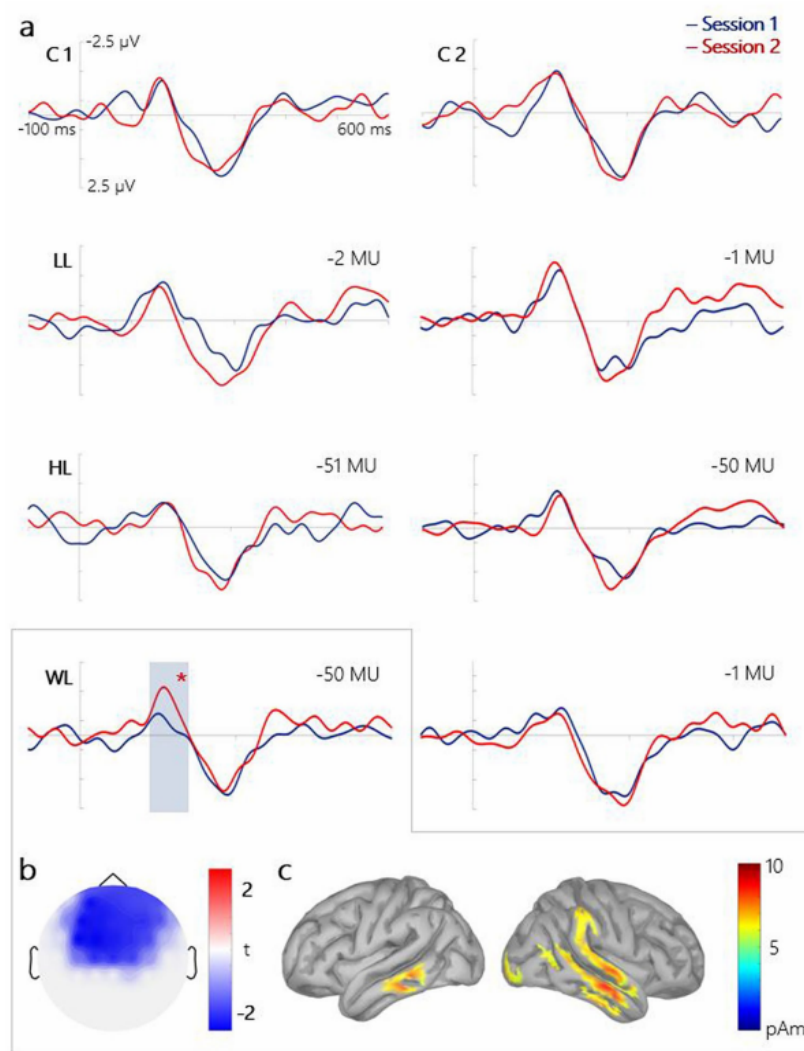 a
C 1
-2.5 µV
-100 ms
600 ms
2.5 µV
C 2
– Session 1
– Session 2
LL
-2 MU
-1 MU
HL
-51 MU
-50 MU
WL
*
-50 MU
-1 MU
b
2
t
-2
c
10
5
pAm